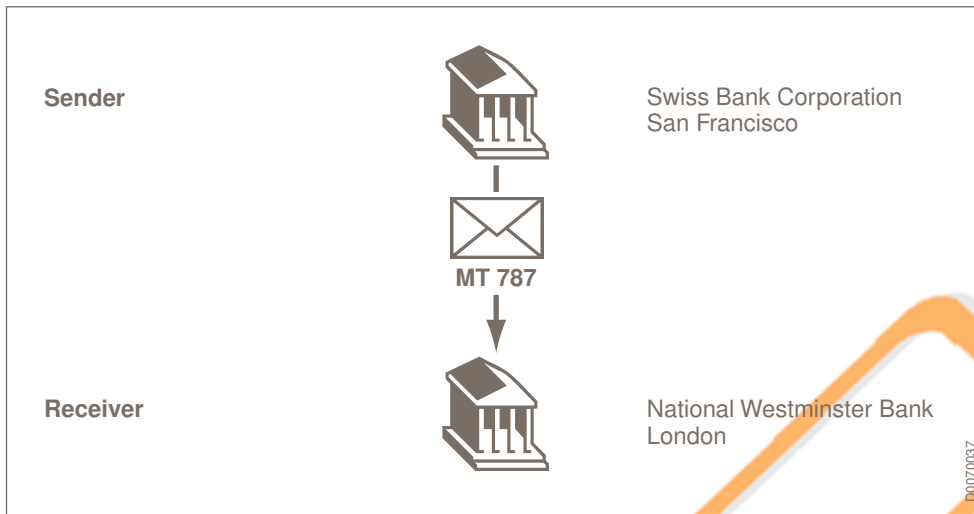 Sender
Swiss Bank Corporation
San Francisco
MT 787
Receiver
National Westminster Bank
London
D0070037